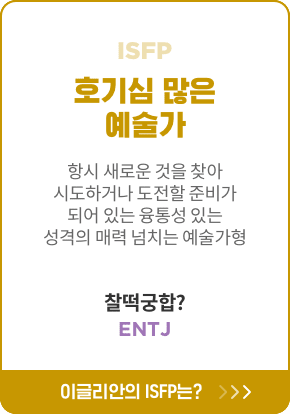 ISFP
호기심 많은
예술가
항시 새로운 것을 찾아
시도하거나 도전할 준비가
되어 있는 융통성 있는
성격의 매력 넘치는 예술가형
찰떡궁합?
ENTJ
이글리안의 ISFP는? >>>